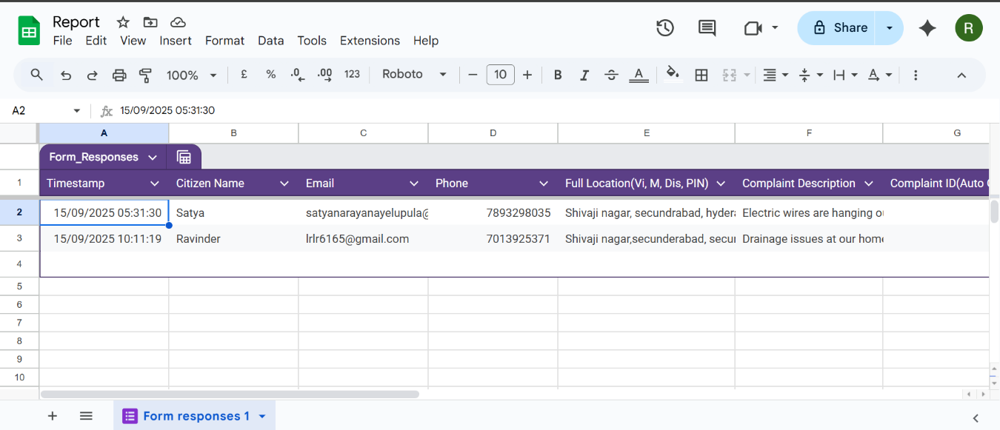 Report
File Edit View Insert Format Data Tools Extensions Help
Share
R
100% £ % .0 .00 123 Roboto 10 B I S A A
A2 fx 15/09/2025 05:31:30
A B C D E F G
Form_Responses
1 Timestamp Citizen Name Email Phone Full Location(Vi, M, Dis, PIN) Complaint Description Complaint ID(Auto
2 15/09/2025 05:31:30 Satya satyanarayanayelupula@ 7893298035 Shivaji nagar, secundrabad, hydera Electric wires are hanging
3 15/09/2025 10:11:19 Ravinder lrlr6165@gmail.com 7013925371 Shivaji nagar,secunderabad, secun Drainage issues at our home
4
5
6
7
8
9
10
Form responses 1